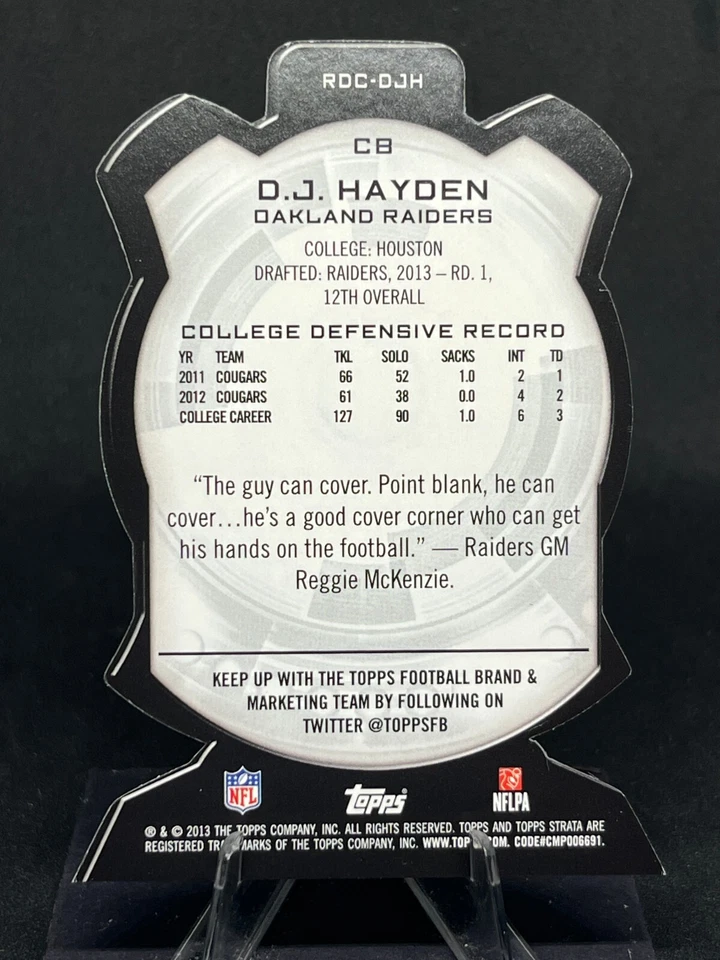 RDC-DJH
CB
D.J. HAYDEN
OAKLAND RAIDERS
COLLEGE: HOUSTON
DRAFTED: RAIDERS, 2013 – RD. 1,
12TH OVERALL
COLLEGE DEFENSIVE RECORD
YR TEAM TKL SOLO SACKS INT TD
2011 COUGARS 66 52 1.0 2 1
2012 COUGARS 61 38 0.0 4 2
COLLEGE CAREER 127 90 1.0 6 3
“The guy can cover. Point blank, he can
cover...he's a good cover corner who can get
his hands on the football.” — Raiders GM
Reggie McKenzie.
KEEP UP WITH THE TOPPS FOOTBALL BRAND &
MARKETING TEAM BY FOLLOWING ON
TWITTER @TOPPSFB
NFL topps NFLPA
® & © 2013 THE TOPPS COMPANY, INC. ALL RIGHTS RESERVED. TOPPS AND TOPPS STRATA ARE
REGISTERED OF THE TOPPS COMPANY, INC. CODE#CMP006691.